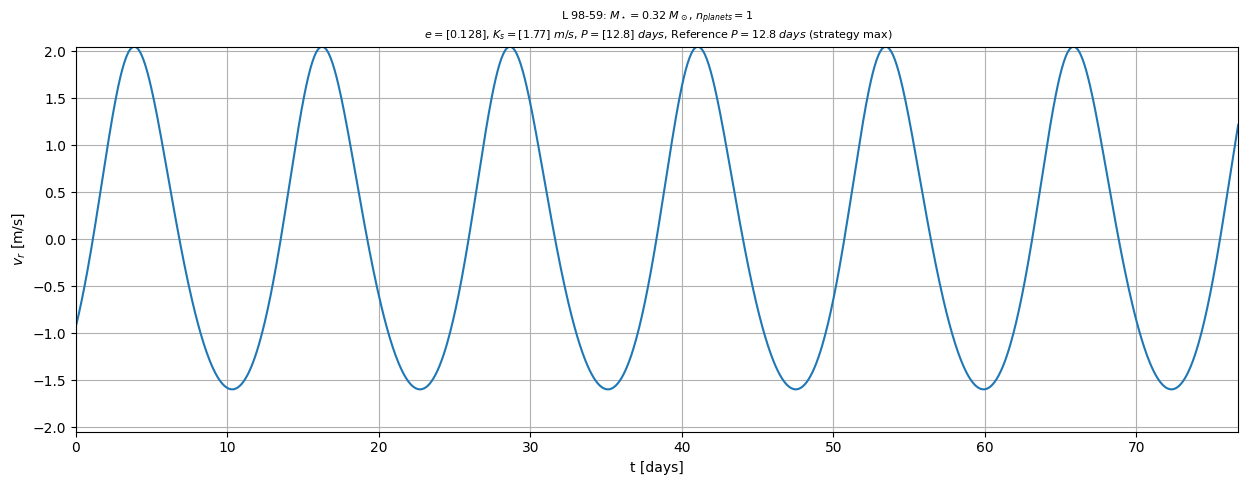 L 98-59: $M_\star = 0.32\ M_\odot$, $n_{planets} = 1$
$e = [0.128]$, $K_s = [1.77]\ m/s$, $P = [12.8]\ days$, Reference $P = 12.8\ days$ (strategy max)
2.0
1.5
1.0
0.5
0.0
−0.5
−1.0
−1.5
−2.0
$v_r$ [m/s]
0 10 20 30 40 50 60 70
t [days]